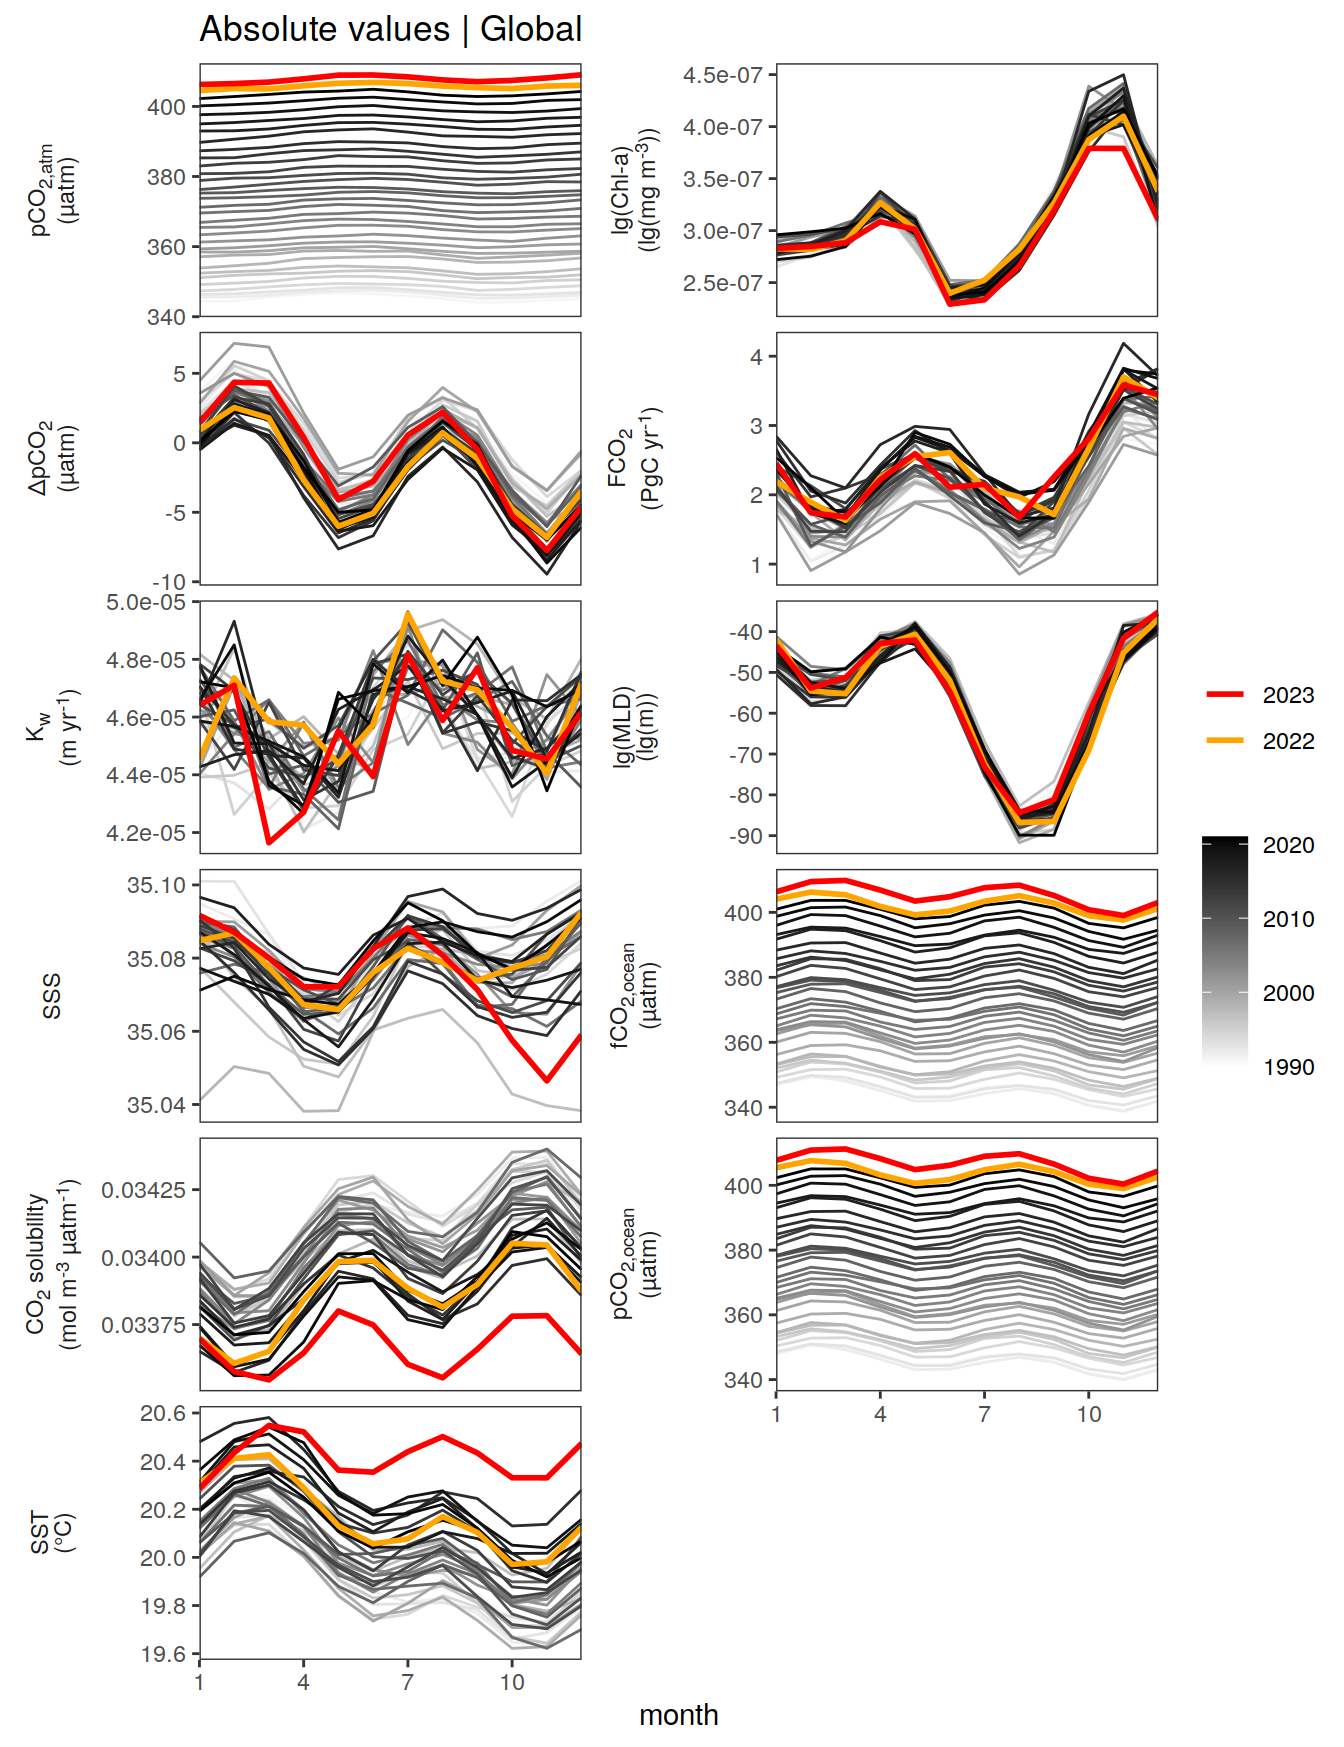 Absolute values | Global
pCO2,atm
(µatm)
400
380
360
340
lg(Chl-a)
(lg(mg m-3))
4.5e-07
4.0e-07
3.5e-07
3.0e-07
2.5e-07
ΔpCO2
(µatm)
5
0
-5
-10
FCO2
(PgC yr-1)
4
3
2
1
Kw
(m yr-1)
5.0e-05
4.8e-05
4.6e-05
4.4e-05
4.2e-05
lg(MLD)
(lg(m))
-40
-50
-60
-70
-80
-90
SSS
35.10
35.08
35.06
35.04
fCO2,ocean
(µatm)
400
380
360
340
CO2 solubility
(mol m-3 µatm-1)
0.03425
0.03400
0.03375
pCO2,ocean
(µatm)
400
380
360
340
1
4
7
10
SST
(°C)
20.6
20.4
20.2
20.0
19.8
19.6
1
4
7
10
month
2023
2022
2020
2010
2000
1990